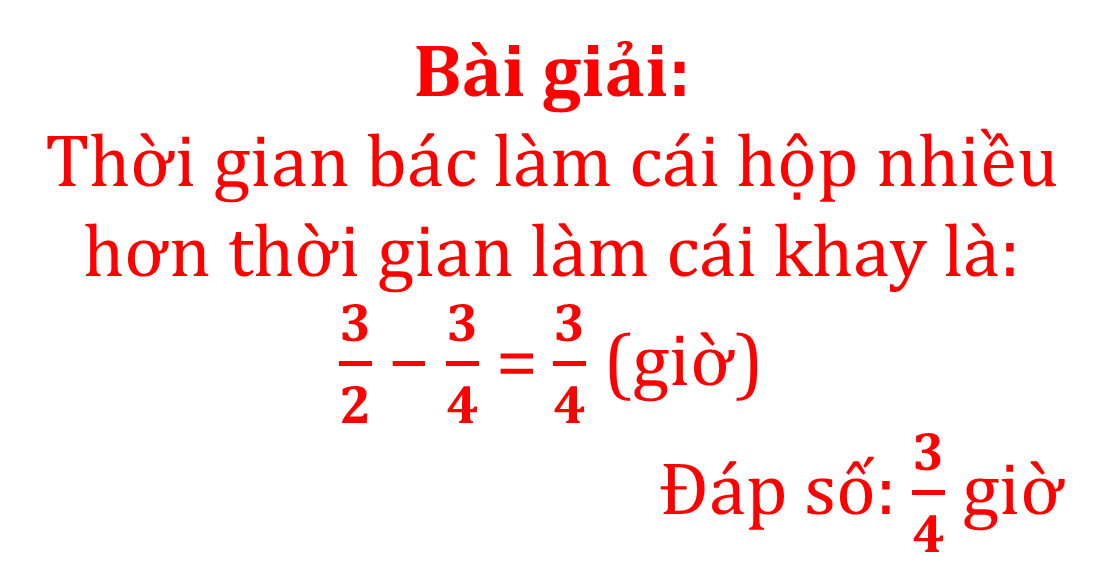 Bài giải:
Thời gian bác làm cái hộp nhiều
hơn thời gian làm cái khay là:
3/2 − 3/4 = 3/4 (giờ)
Đáp số: 3/4 giờ